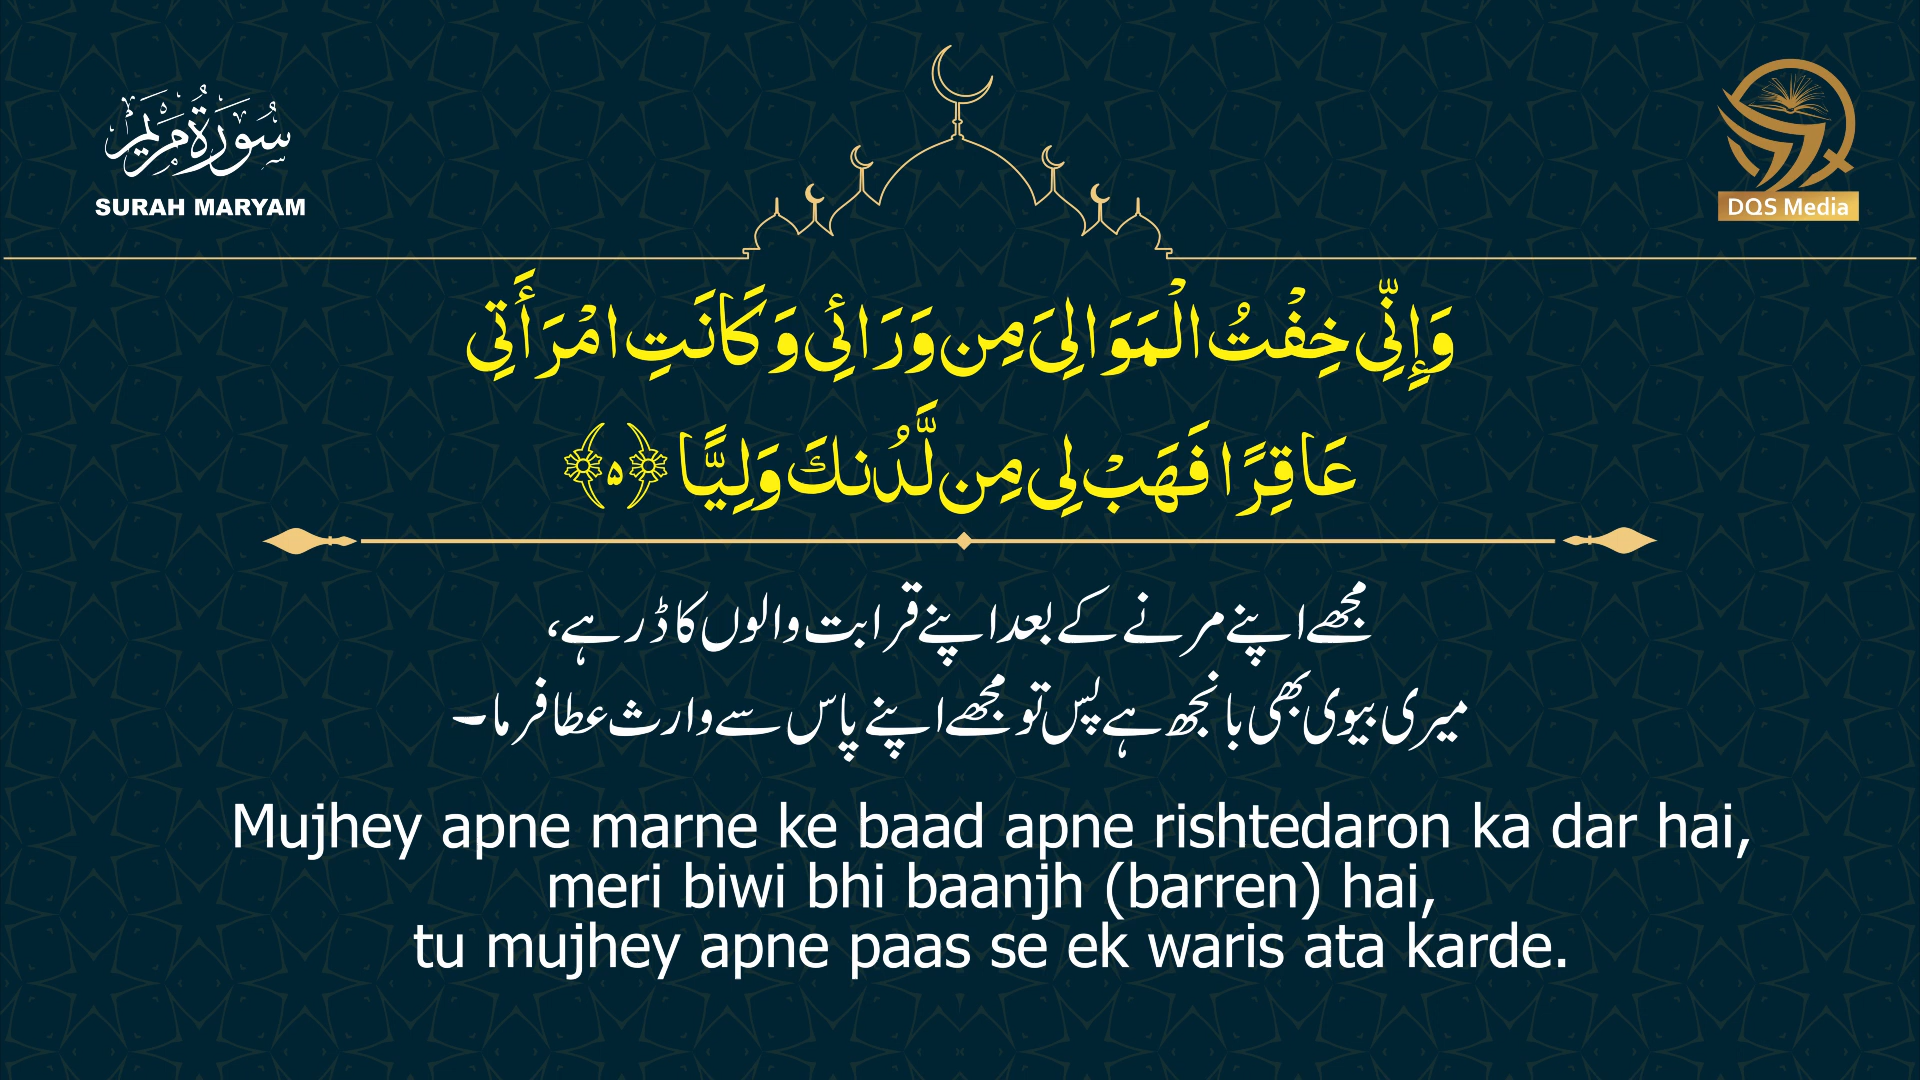 سُورَةُ مَرْيَم
SURAH MARYAM
DQS Media
وَإِنِّي خِفْتُ الْمَوَالِيَ مِن وَرَائِي وَكَانَتِ امْرَأَتِي
عَاقِرًا فَهَبْ لِي مِن لَّدُنكَ وَلِيًّا ﴿۵﴾
مجھے اپنے مرنے کے بعد اپنے قرابت والوں کا ڈر ہے،
میری بیوی بھی بانجھ ہے پس تو مجھے اپنے پاس سے وارث عطا فرما۔
Mujhey apne marne ke baad apne rishtedaron ka dar hai,
meri biwi bhi baanjh (barren) hai,
tu mujhey apne paas se ek waris ata karde.